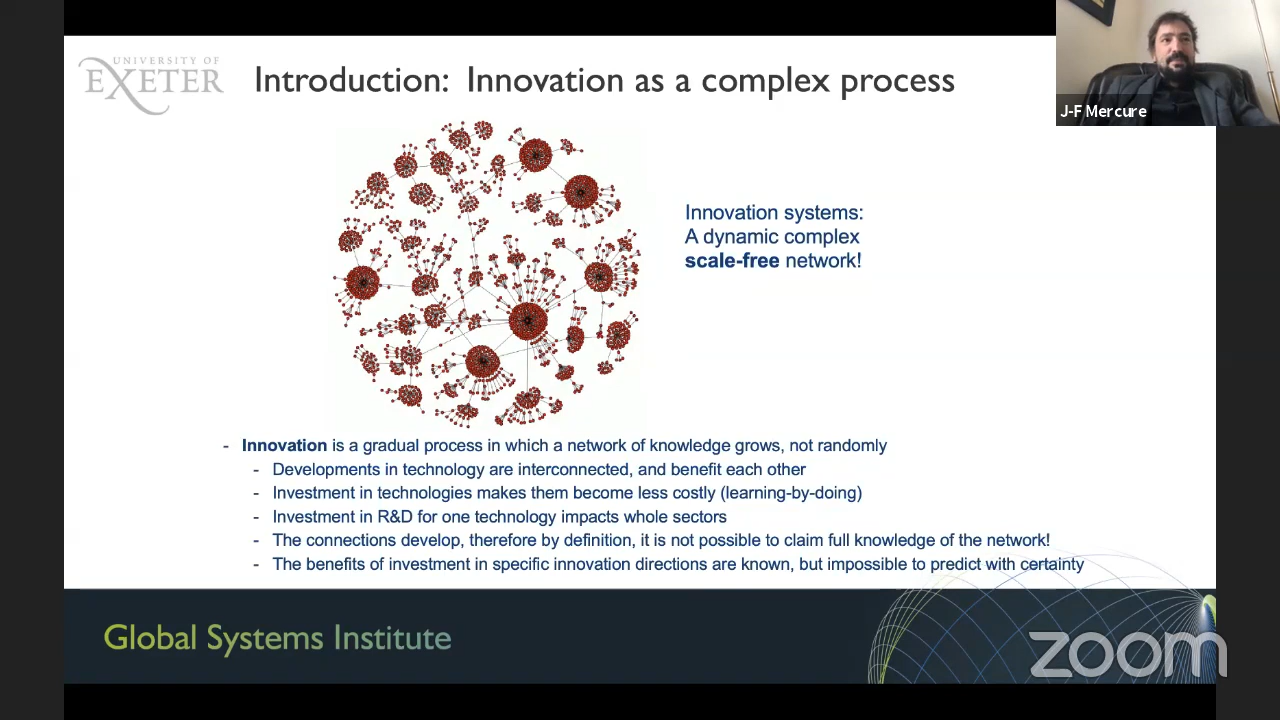 UNIVERSITY OF
EXETER
Introduction: Innovation as a complex process
J-F Mercure
Innovation systems:
A dynamic complex
scale-free network!
- Innovation is a gradual process in which a network of knowledge grows, not randomly
- Developments in technology are interconnected, and benefit each other
- Investment in technologies makes them become less costly (learning-by-doing)
- Investment in R&D for one technology impacts whole sectors
- The connections develop, therefore by definition, it is not possible to claim full knowledge of the network!
- The benefits of investment in specific innovation directions are known, but impossible to predict with certainty
Global Systems Institute
zoom